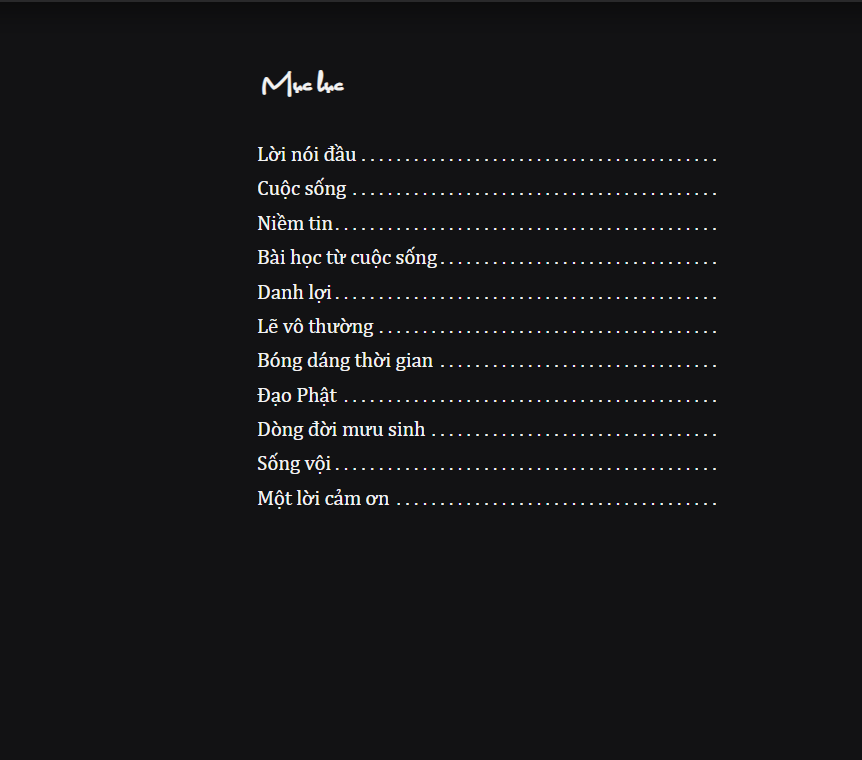 Mục lục
Lời nói đầu . . . . . . . . . . . . . . . . . . . . . . . . . . . . . . . . . . . . . . . . .
Cuộc sống . . . . . . . . . . . . . . . . . . . . . . . . . . . . . . . . . . . . . . . . . .
Niềm tin. . . . . . . . . . . . . . . . . . . . . . . . . . . . . . . . . . . . . . . . . . . .
Bài học từ cuộc sống. . . . . . . . . . . . . . . . . . . . . . . . . . . . . . . .
Danh lợi. . . . . . . . . . . . . . . . . . . . . . . . . . . . . . . . . . . . . . . . . . . .
Lẽ vô thường . . . . . . . . . . . . . . . . . . . . . . . . . . . . . . . . . . . . . . .
Bóng dáng thời gian . . . . . . . . . . . . . . . . . . . . . . . . . . . . . . . .
Đạo Phật . . . . . . . . . . . . . . . . . . . . . . . . . . . . . . . . . . . . . . . . . . .
Dòng đời mưu sinh . . . . . . . . . . . . . . . . . . . . . . . . . . . . . . . . .
Sống vội. . . . . . . . . . . . . . . . . . . . . . . . . . . . . . . . . . . . . . . . . . . .
Một lời cảm ơn . . . . . . . . . . . . . . . . . . . . . . . . . . . . . . . . . . . . .